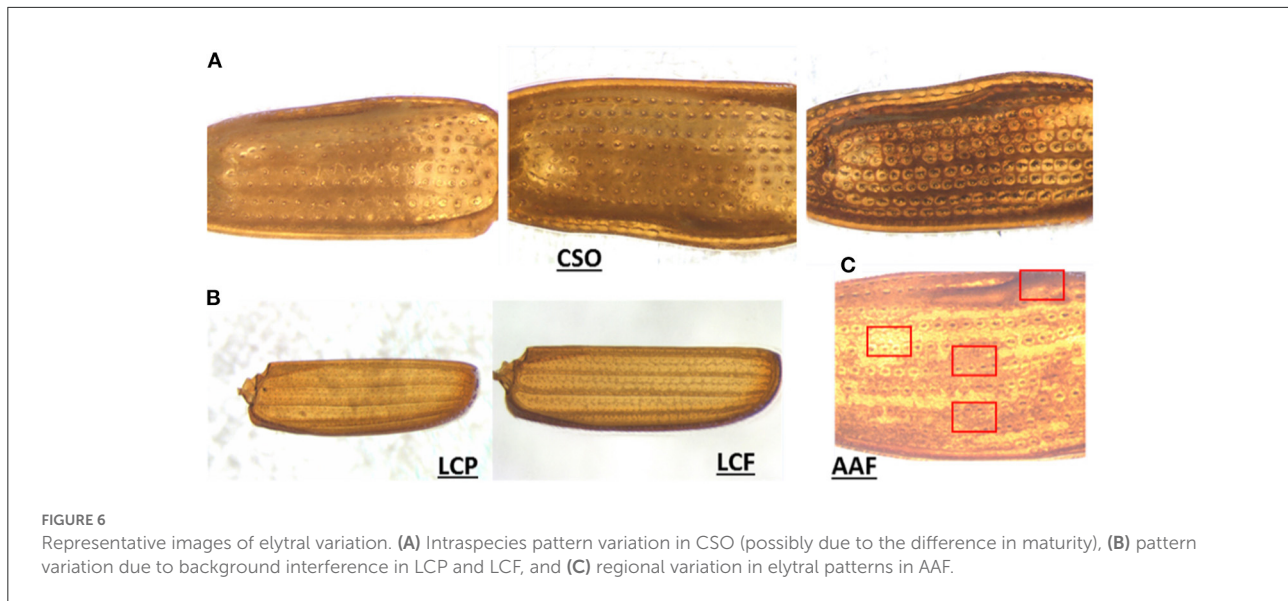 A
CSO
B
C
LCP
LCF
AAF
FIGURE 6
Representative images of elytral variation. (A) Intraspecies pattern variation in CSO (possibly due to the difference in maturity), (B) pattern
variation due to background interference in LCP and LCF, and (C) regional variation in elytral patterns in AAF.